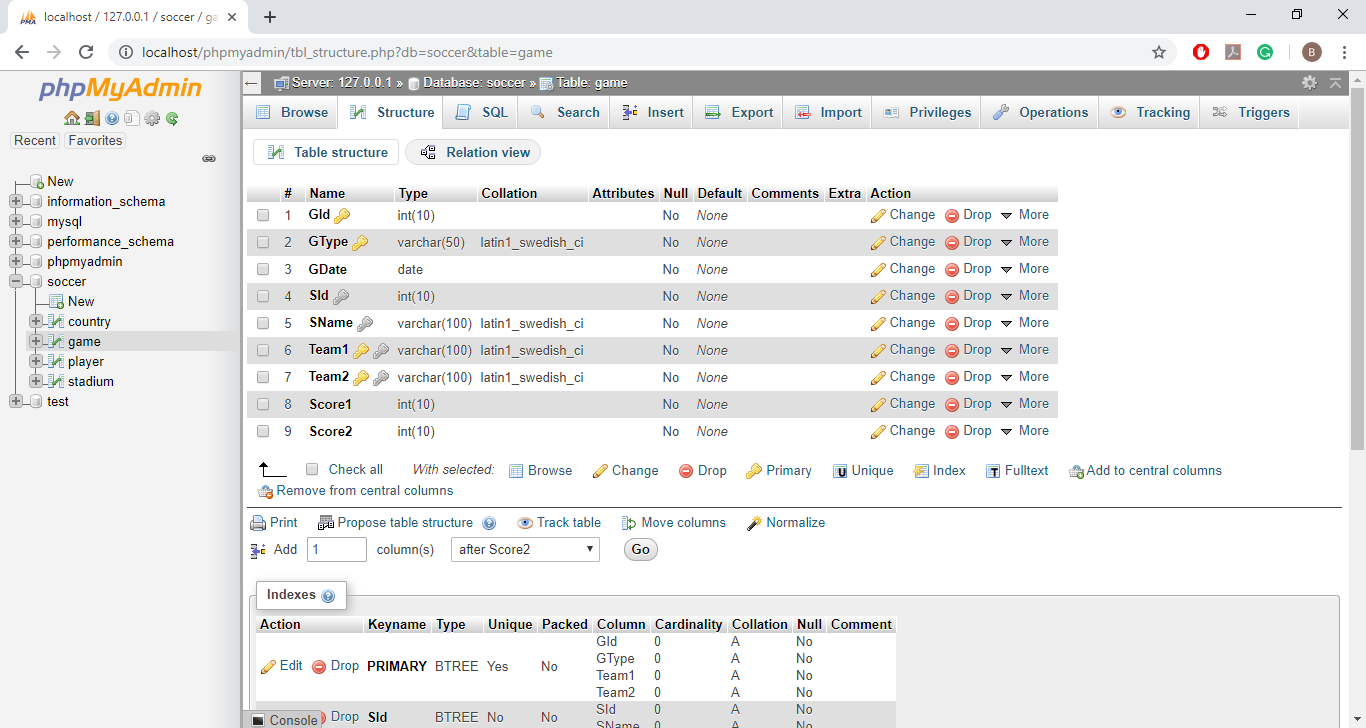 localhost / 127.0.0.1 / soccer / ga
localhost/phpmyadmin/tbl_structure.php?db=soccer&table=game
B
phpMyAdmin
Recent Favorites
New
information_schema
mysql
performance_schema
phpmyadmin
soccer
New
country
game
player
stadium
test
Server: 127.0.0.1 » Database: soccer » Table: game
Browse Structure SQL Search Insert Export Import Privileges Operations Tracking Triggers
Table structure Relation view
# Name Type Collation Attributes Null Default Comments Extra Action
1 GId int(10) No None Change Drop More
2 GType varchar(50) latin1_swedish_ci No None Change Drop More
3 GDate date No None Change Drop More
4 SId int(10) No None Change Drop More
5 SName varchar(100) latin1_swedish_ci No None Change Drop More
6 Team1 varchar(100) latin1_swedish_ci No None Change Drop More
7 Team2 varchar(100) latin1_swedish_ci No None Change Drop More
8 Score1 int(10) No None Change Drop More
9 Score2 int(10) No None Change Drop More
Check all With selected: Browse Change Drop Primary Unique Index Fulltext Add to central columns
Remove from central columns
Print Propose table structure Track table Move columns Normalize
Add 1 column(s) after Score2 Go
Indexes
Action Keyname Type Unique Packed Column Cardinality Collation Null Comment
GId 0 A No
GType 0 A No
Edit Drop PRIMARY BTREE Yes No
Team1 0 A No
Team2 0 A No
SId 0 A No
Drop SId BTREE No No
SName 0 A No
Console